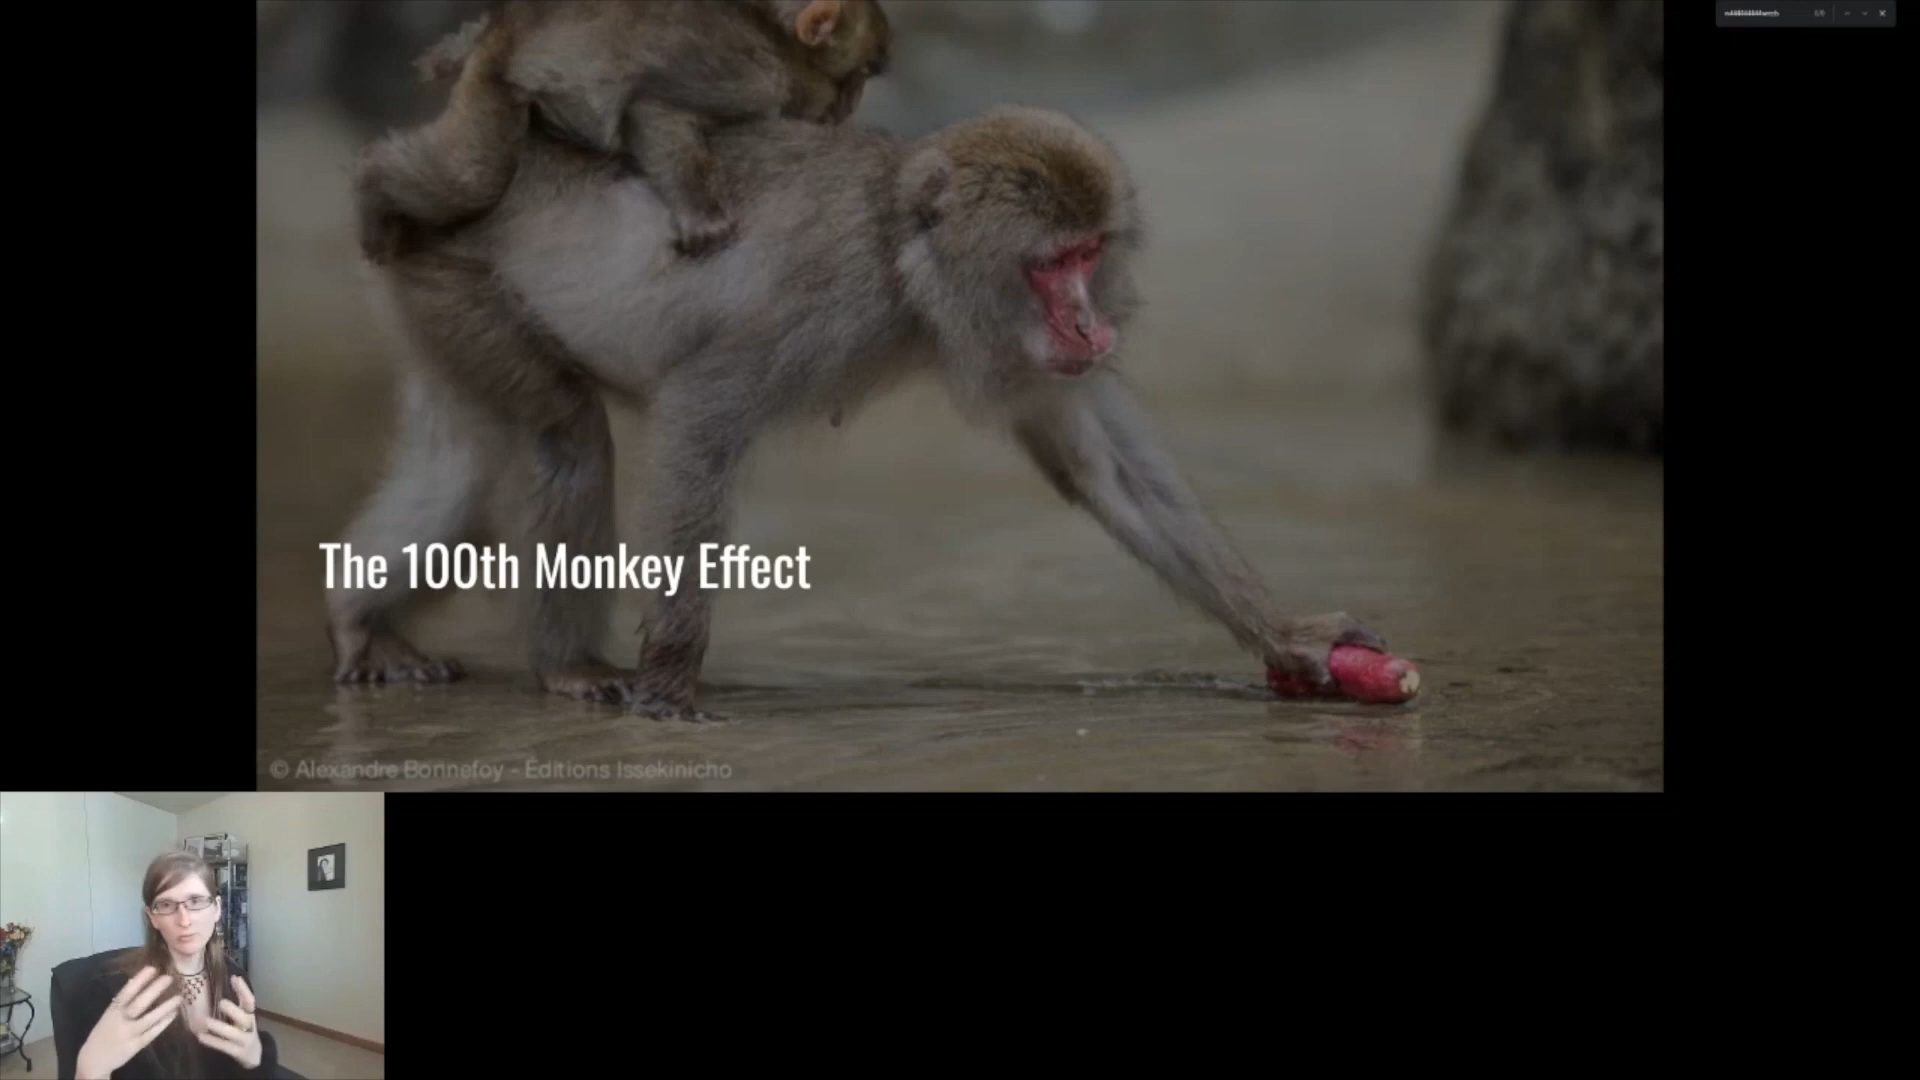 The 100th Monkey Effect
© Alexandre Bonnefoy - Éditions Issekinicho